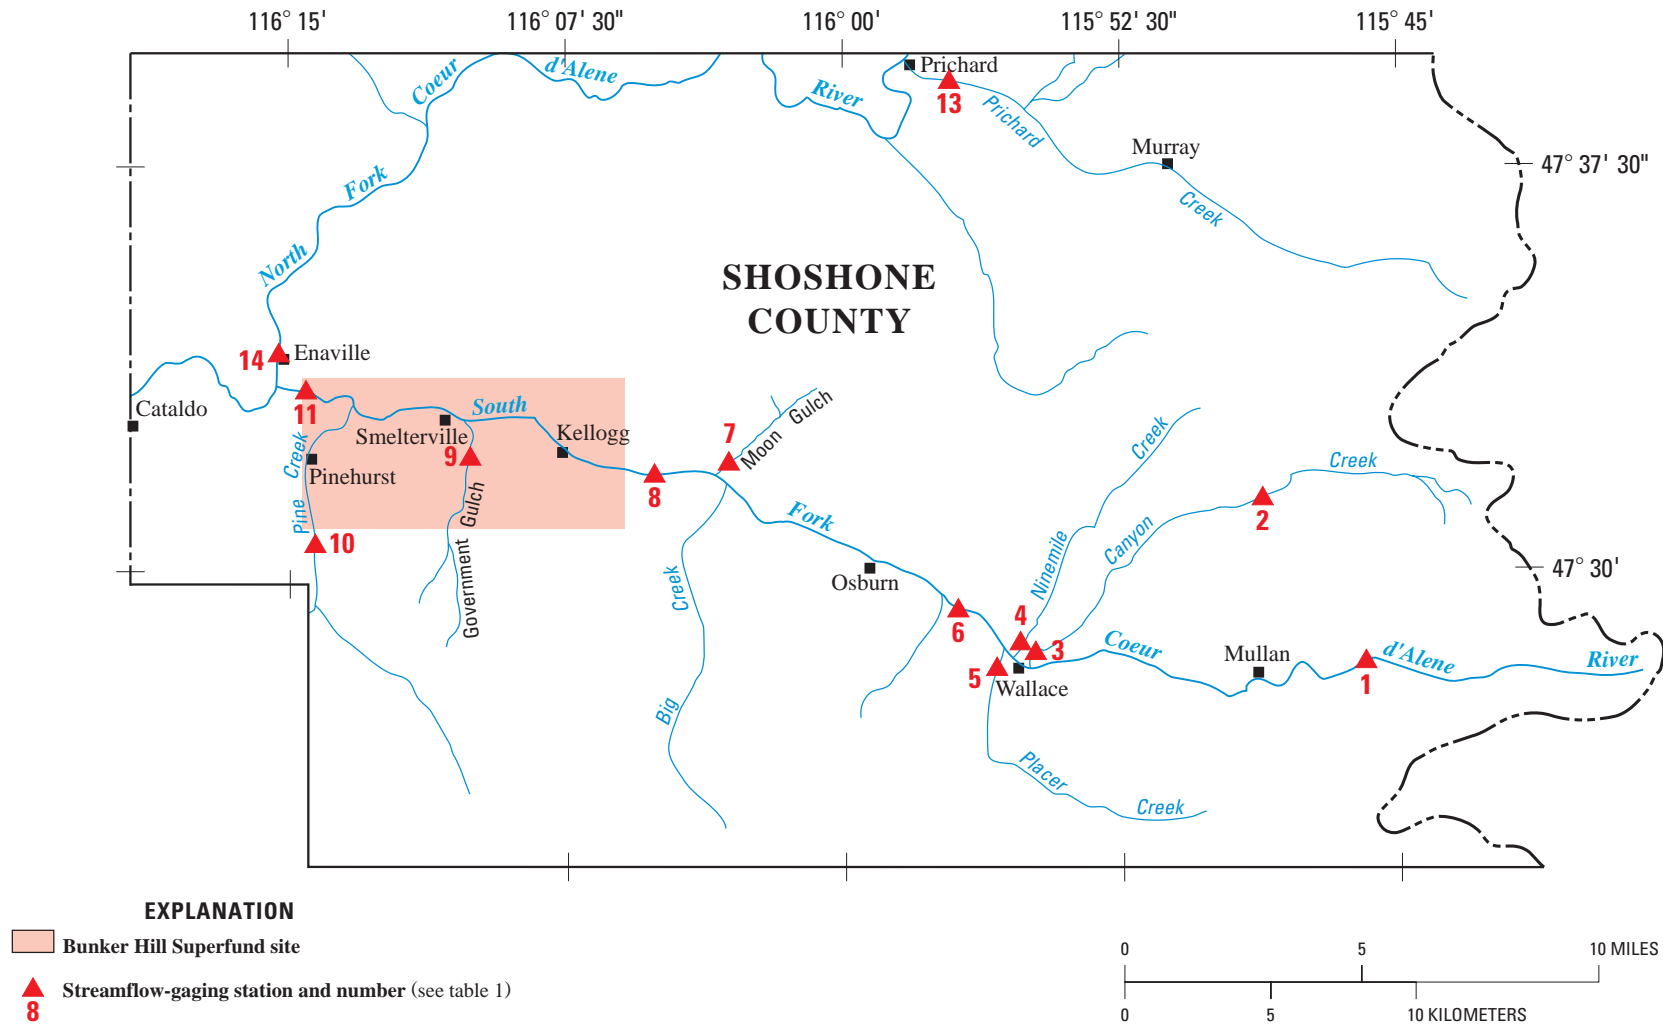 116° 15'
116° 07' 30"
116° 00'
115° 52' 30"
115° 45'
Coeur
d'Alene
River
Prichard
13
Prichard
Murray
47° 37' 30"
Creek
Fork
North
SHOSHONE
COUNTY
14
Enaville
11
Cataldo
South
Smelterville
Kellogg
7
Moon Gulch
Creek
Pinehurst
9
8
Creek
Creek
2
Pine
10
Government Gulch
Fork
Ninemile
Canyon
47° 30'
Osburn
Creek
6
4
3
5
Wallace
Coeur
Mullan
1
d'Alene
River
Big
Placer
Creek
EXPLANATION
Bunker Hill Superfund site
8
Streamflow-gaging station and number (see table 1)
0 5 10 MILES
0 5 10 KILOMETERS